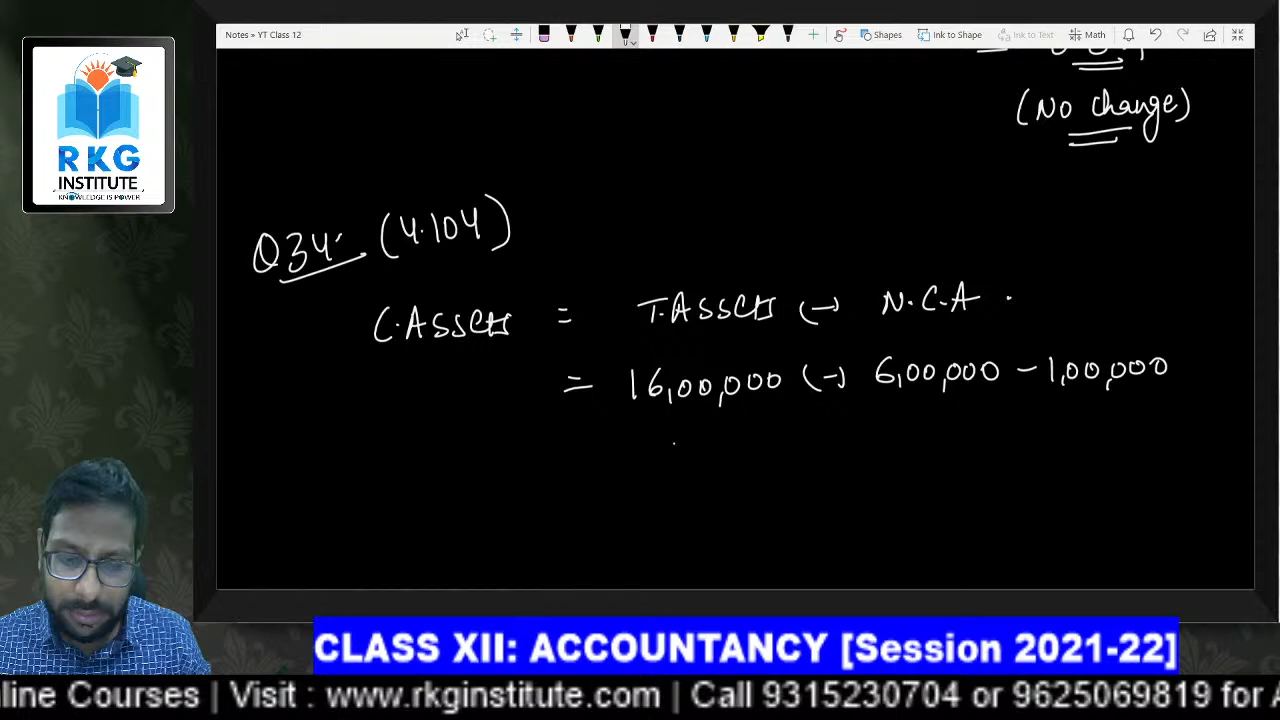 Notes » YT Class 12
Shapes
Ink to Shape
Ink to Text
Math
(No change)
RKG
INSTITUTE
KNOWLEDGE IS POWER
Q34. (4.104)
C.Assets = T.Assets (-) N.C.A.
= 16,00,000 (-) 6,00,000 - 1,00,000
CLASS XII: ACCOUNTANCY [Session 2021-22]
nline Courses | Visit : www.rkginstitute.com | Call 9315230704 or 9625069819 for A